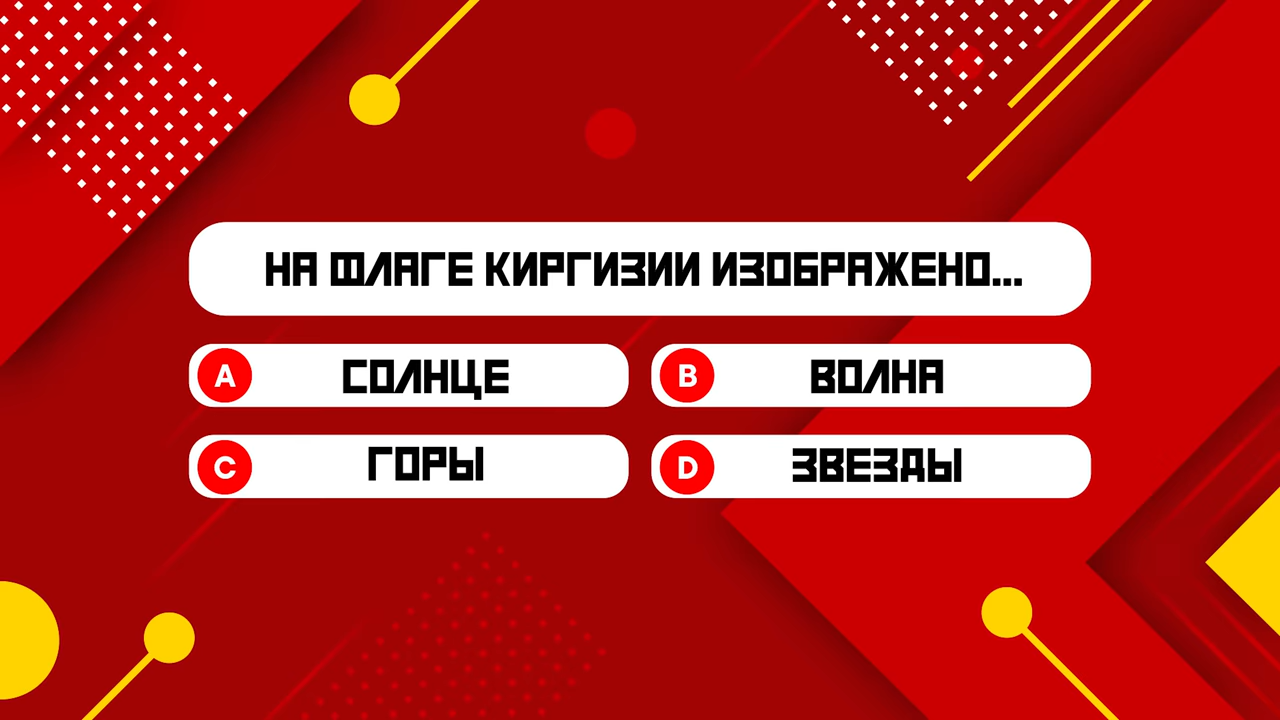 НА ФЛАГЕ КИРГИЗИИ ИЗОБРАЖЕНО...
A СОЛНЦЕ
B ВОЛНА
C ГОРЫ
D ЗВЕЗДЫ